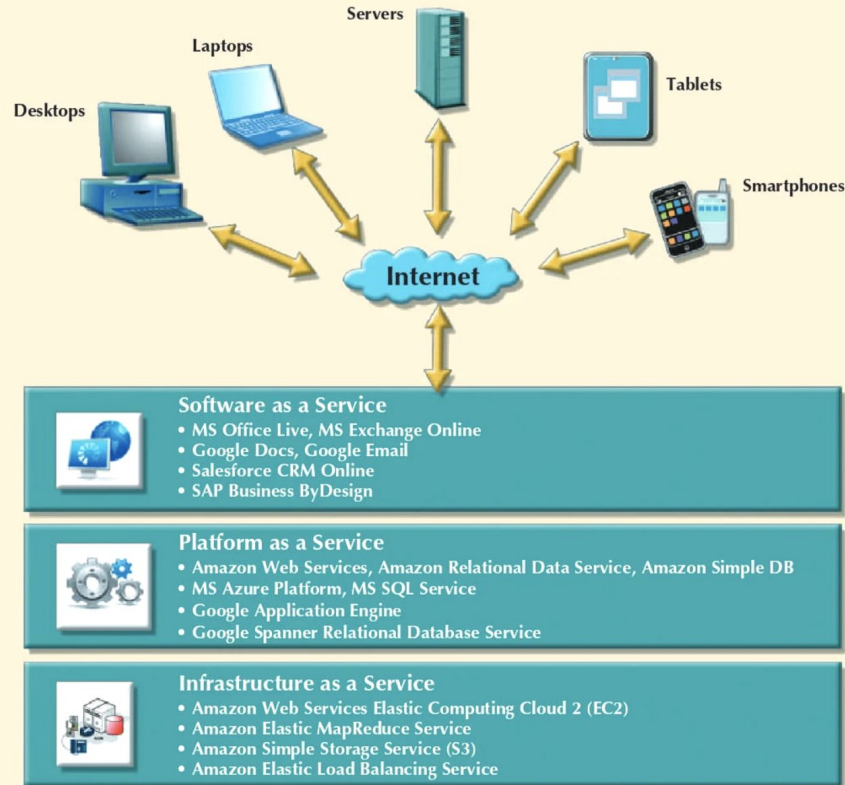 Servers
Laptops
Desktops
Tablets
Smartphones
Internet
Software as a Service
• MS Office Live, MS Exchange Online
• Google Docs, Google Email
• Salesforce CRM Online
• SAP Business ByDesign
Platform as a Service
• Amazon Web Services, Amazon Relational Data Service, Amazon Simple DB
• MS Azure Platform, MS SQL Service
• Google Application Engine
• Google Spanner Relational Database Service
Infrastructure as a Service
• Amazon Web Services Elastic Computing Cloud 2 (EC2)
• Amazon Elastic MapReduce Service
• Amazon Simple Storage Service (S3)
• Amazon Elastic Load Balancing Service